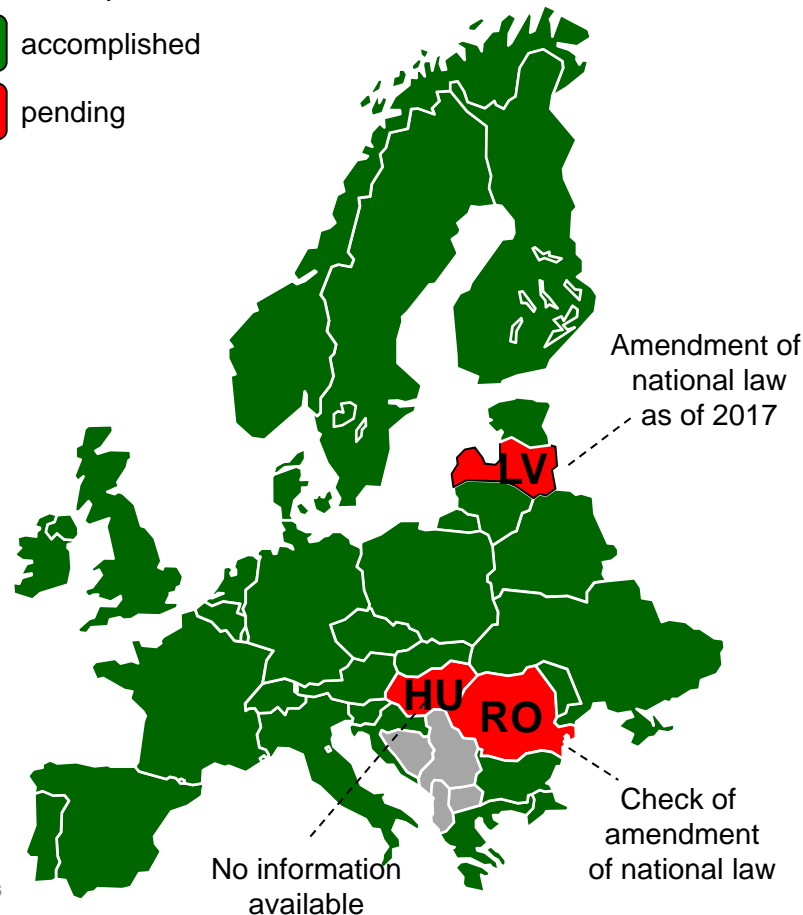 accomplished
pending
Amendment of
national law
as of 2017
LV
HU
RO
Check of
amendment
of national law
No information
available